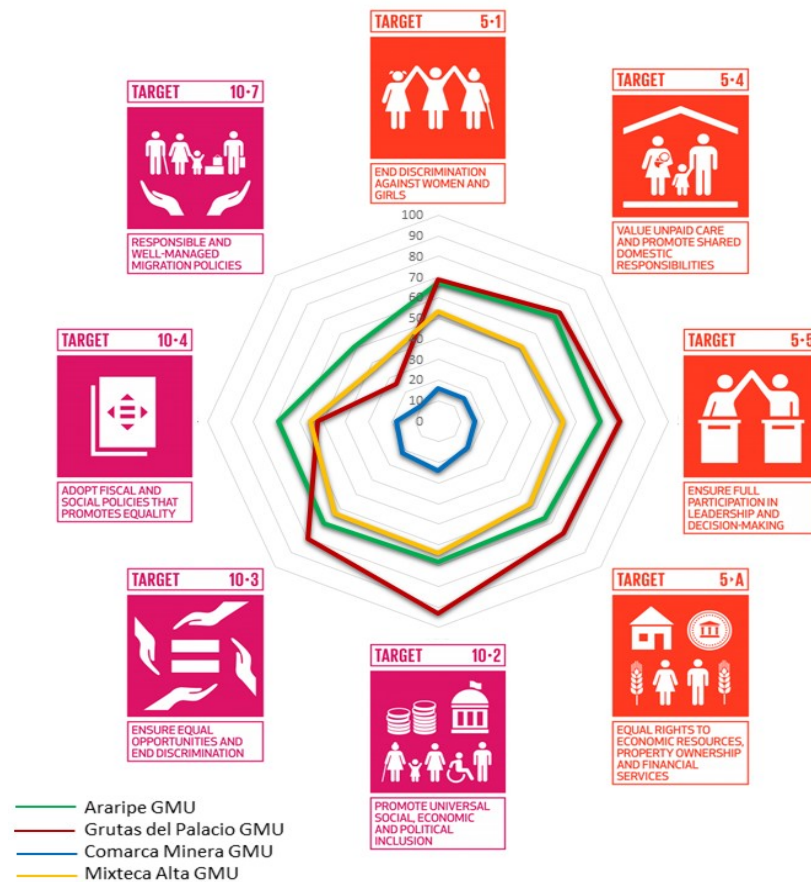 TARGET 5·1
END DISCRIMINATION
AGAINST WOMEN AND
GIRLS
TARGET 10·7
RESPONSIBLE AND
WELL-MANAGED
MIGRATION POLICIES
TARGET 5·4
VALUE UNPAID CARE
AND PROMOTE SHARED
DOMESTIC
RESPONSIBILITIES
100
90
80
70
60
50
40
30
20
10
0
TARGET 10·4
ADOPT FISCAL AND
SOCIAL POLICIES THAT
PROMOTES EQUALITY
TARGET 5·5
ENSURE FULL
PARTICIPATION IN
LEADERSHIP AND
DECISION-MAKING
TARGET 10·3
ENSURE EQUAL
OPPORTUNITIES AND
END DISCRIMINATION
TARGET 5·A
EQUAL RIGHTS TO
ECONOMIC RESOURCES,
PROPERTY OWNERSHIP
AND FINANCIAL
SERVICES
TARGET 10·2
PROMOTE UNIVERSAL
SOCIAL, ECONOMIC
AND POLITICAL
INCLUSION
Araripe GMU
Grutas del Palacio GMU
Comarca Minera GMU
Mixteca Alta GMU